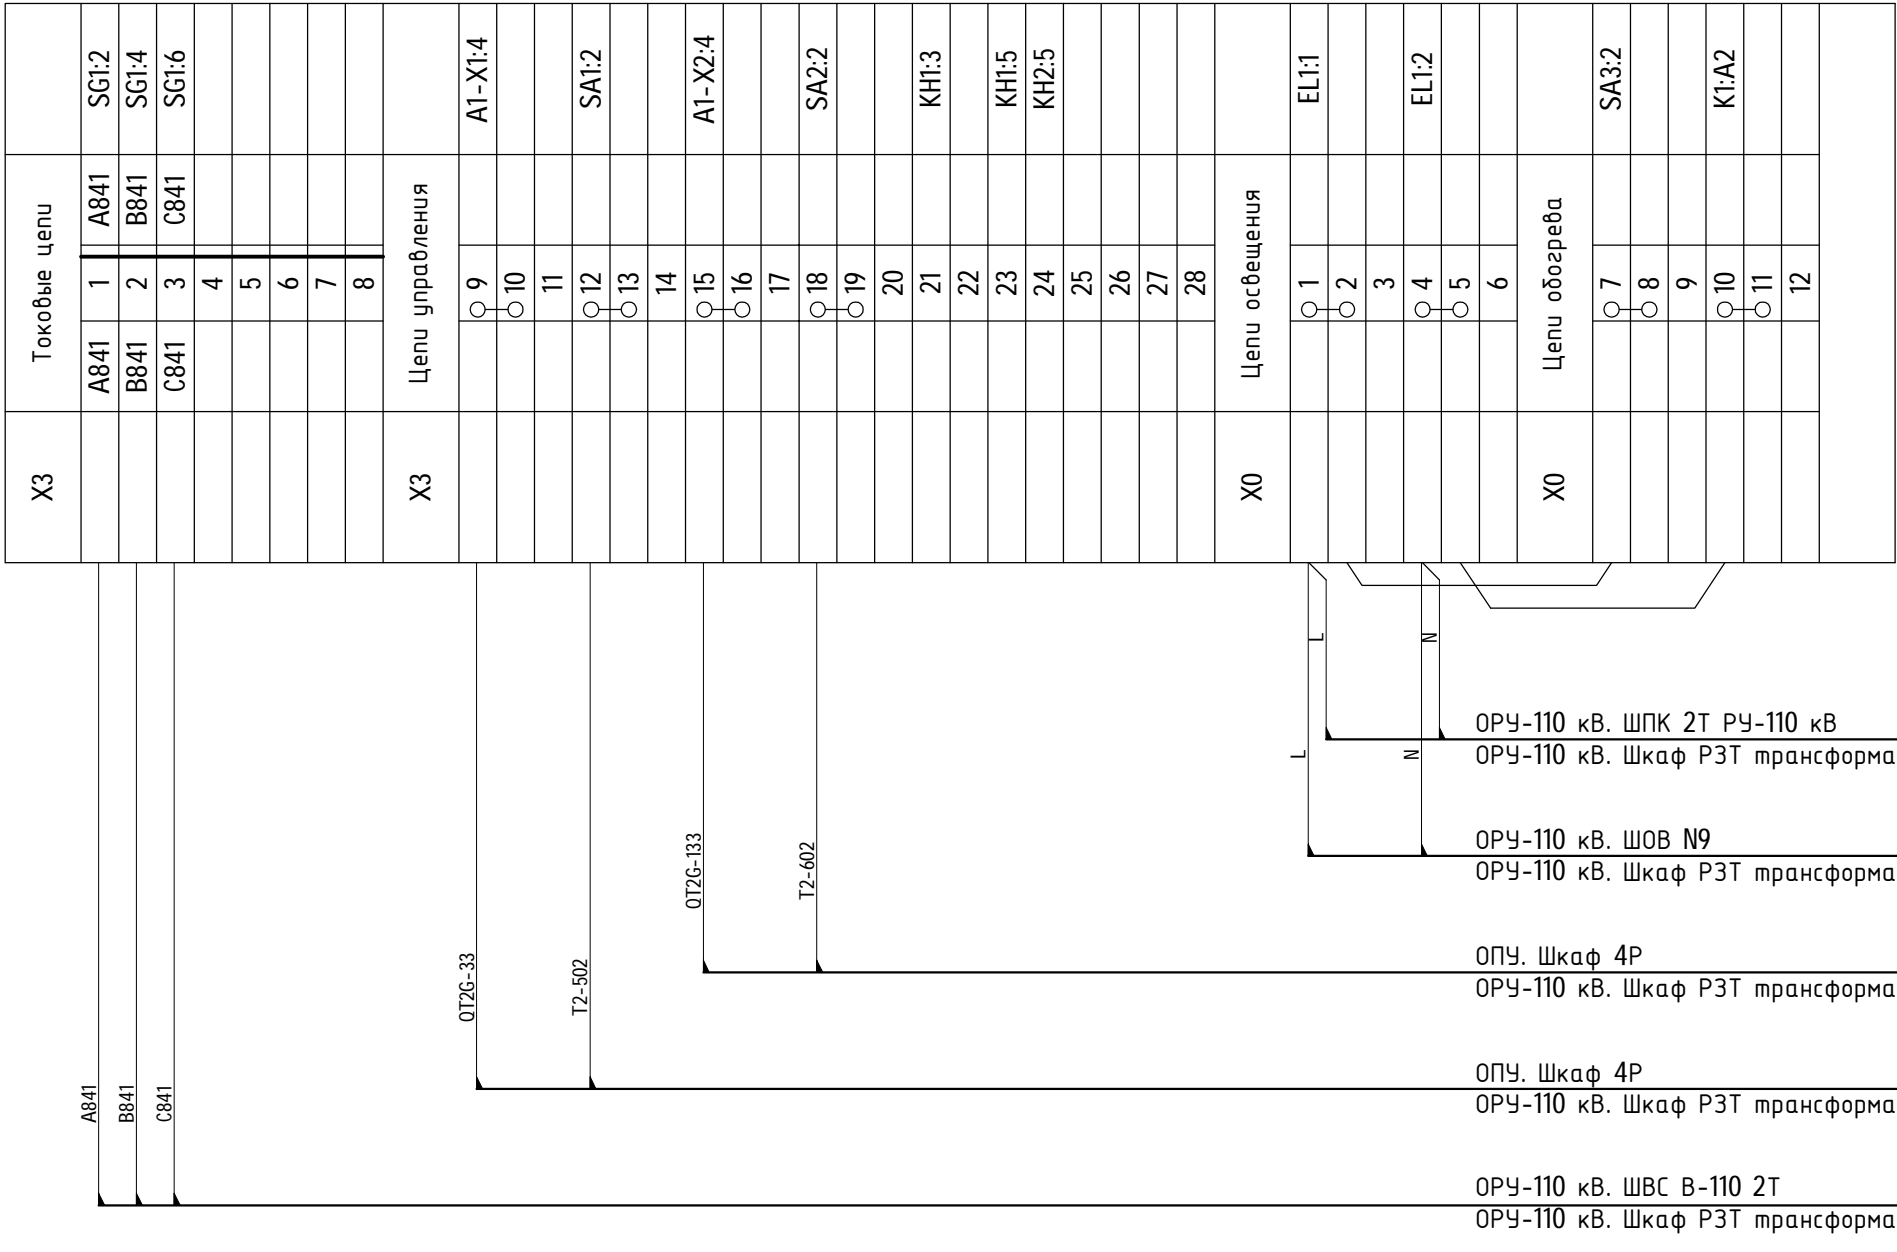 X3
Токовые цепи
A841 1 A841 SG1:2
B841 2 B841 SG1:4
C841 3 C841 SG1:6
4
5
6
7
8
X3
Цепи управления
9 A1-X1:4
10
11
12 SA1:2
13
14
15 A1-X2:4
16
17
18 SA2:2
19
20
21 KH1:3
22
23 KH1:5
24 KH2:5
25
26
27
28
X0
Цепи освещения
1 EL1:1
2
3
4 EL1:2
5
6
X0
Цепи обогрева
7 SA3:2
8
9
10 K1:A2
11
12
L
N
ОРУ-110 кВ. ШПК 2Т РУ-110 кВ
ОРУ-110 кВ. Шкаф РЗТ трансформа
L
N
ОРУ-110 кВ. ШОВ N9
ОРУ-110 кВ. Шкаф РЗТ трансформа
QT2G-133
T2-602
ОПУ. Шкаф 4Р
ОРУ-110 кВ. Шкаф РЗТ трансформа
QT2G-33
T2-502
ОПУ. Шкаф 4Р
ОРУ-110 кВ. Шкаф РЗТ трансформа
A841
B841
C841
ОРУ-110 кВ. ШВС В-110 2Т
ОРУ-110 кВ. Шкаф РЗТ трансформа